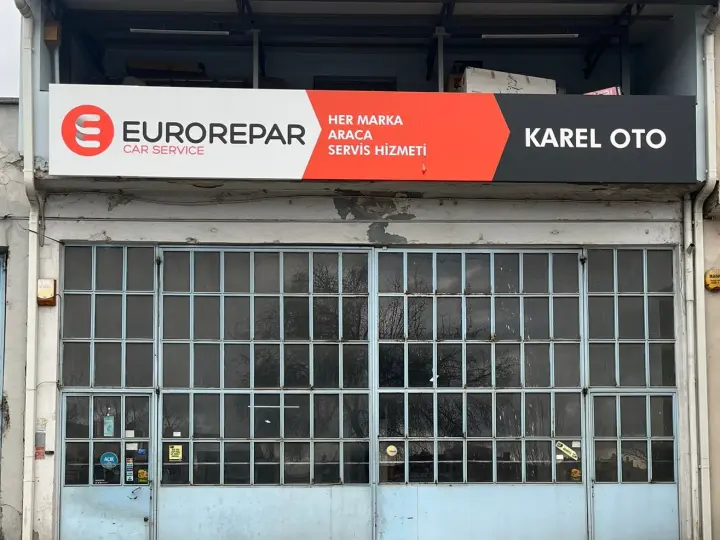 EUROREPAR
CAR SERVICE
HER MARKA
ARACA
SERVİS HİZMETİ
KAREL OTO